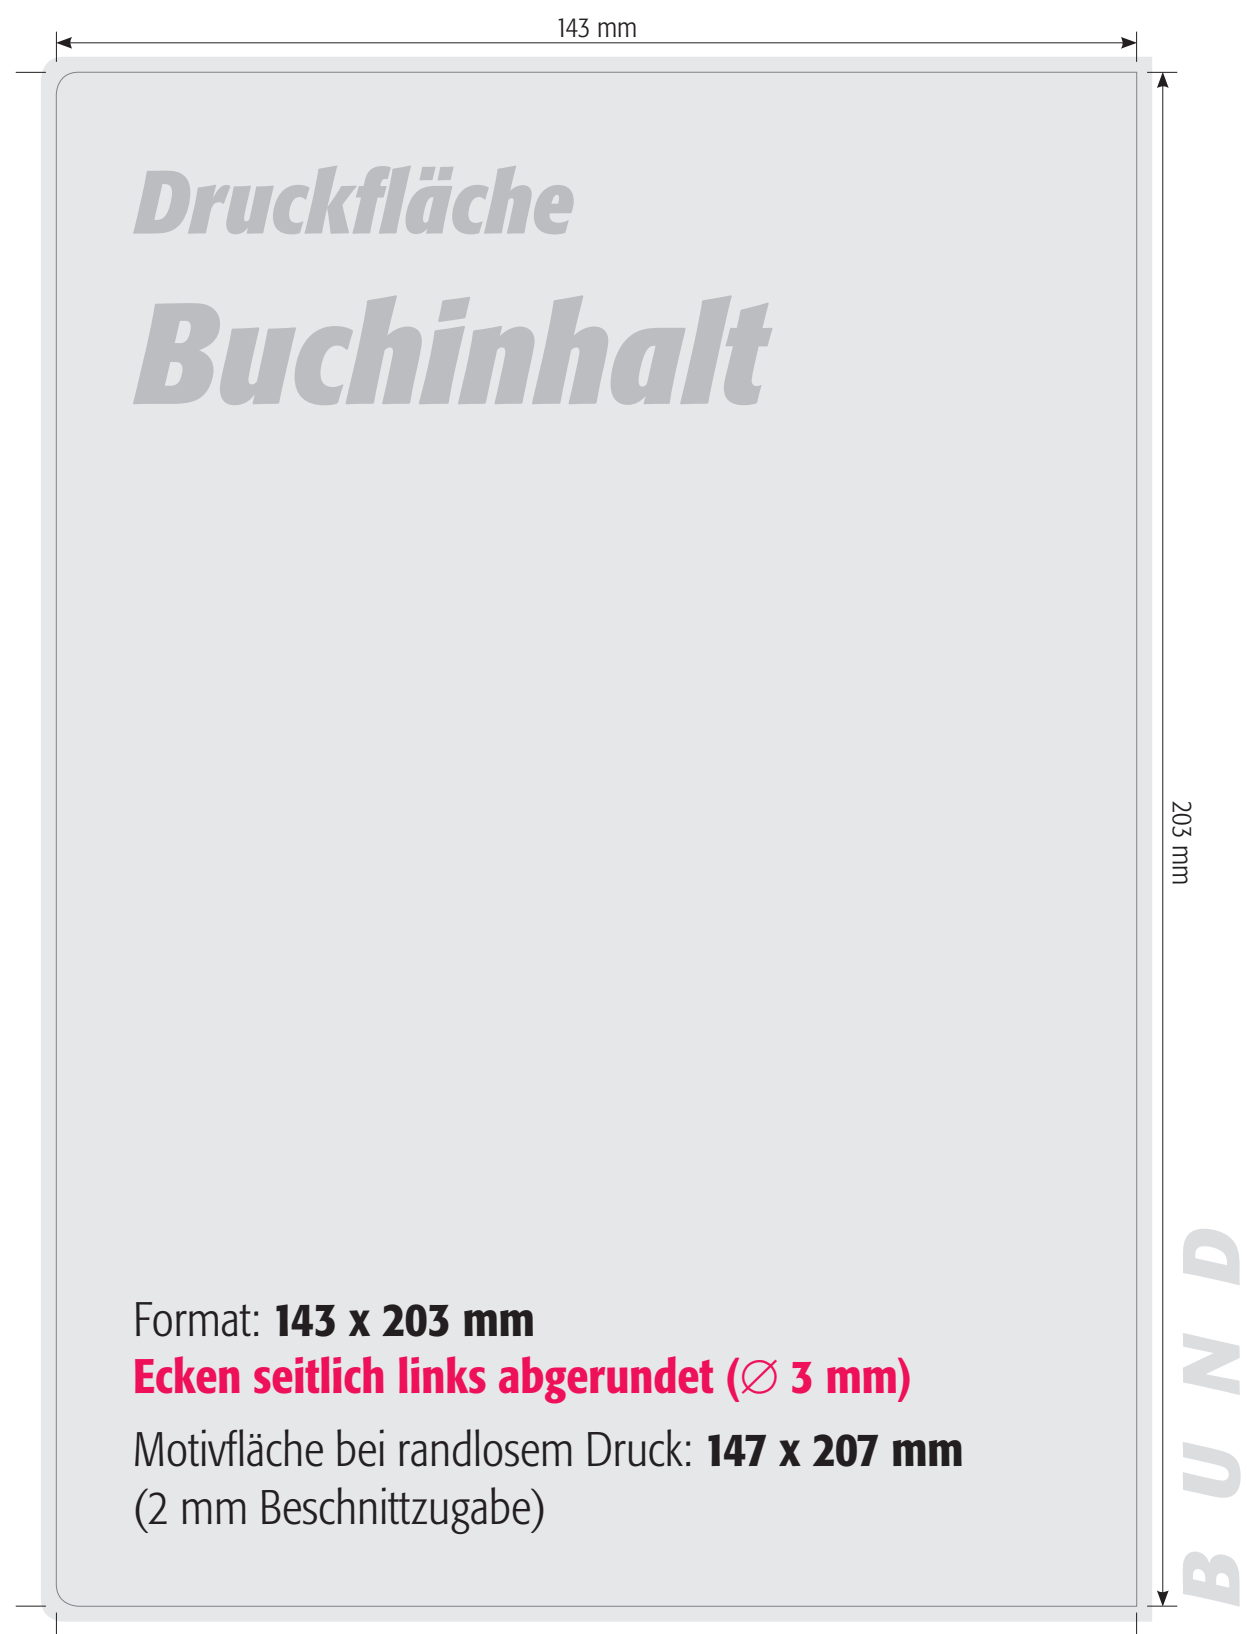 143 mm
Druckfläche
Buchinhalt
203 mm
Format: 143 x 203 mm
Ecken seitlich links abgerundet (∅ 3 mm)
Motivfläche bei randlosem Druck: 147 x 207 mm
(2 mm Beschnittzugabe)
BUND